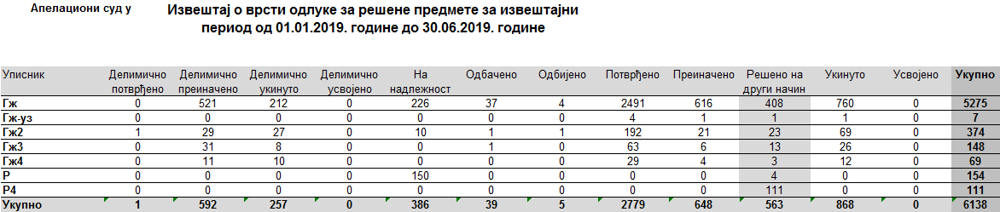 Апелациони суд у Извештај о врсти одлуке за решене предмете за извештајни
период од 01.01.2019. године до 30.06.2019. године
Уписник Делимично потврђено Делимично преиначено Делимично укинуто Делимично усвојено На надлежност Одбачено Одбијено Потврђено Преиначено Решено на други начин Укинуто Усвојено Укупно
Гж 0 521 212 0 226 37 4 2491 616 408 760 0 5275
Гж-уз 0 0 0 0 0 0 0 4 1 1 1 0 7
Гж2 1 29 27 0 10 1 1 192 21 23 69 0 374
Гж3 0 31 8 0 0 1 0 63 6 13 26 0 148
Гж4 0 11 10 0 0 0 0 29 4 3 12 0 69
Р 0 0 0 0 150 0 0 0 0 4 0 0 154
Р4 0 0 0 0 0 0 0 0 0 111 0 0 111
Укупно 1 592 257 0 386 39 5 2779 648 563 868 0 6138